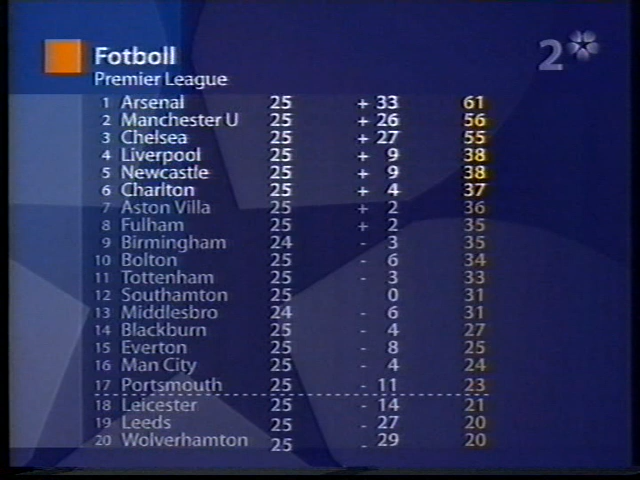 Fotboll
2
Premier League
1 Arsenal 25 + 33 61
2 Manchester U 25 + 26 56
3 Chelsea 25 + 27 55
4 Liverpool 25 + 9 38
5 Newcastle 25 + 9 38
6 Charlton 25 + 4 37
7 Aston Villa 25 + 2 36
8 Fulham 25 + 2 35
9 Birmingham 24 - 3 35
10 Bolton 25 - 6 34
11 Tottenham 25 - 3 33
12 Southamton 25 0 31
13 Middlesbro 24 - 6 31
14 Blackburn 25 - 4 27
15 Everton 25 - 8 25
16 Man City 25 - 4 24
17 Portsmouth 25 - 11 23
18 Leicester 25 - 14 21
19 Leeds 25 - 27 20
20 Wolverhamton 25 - 29 20